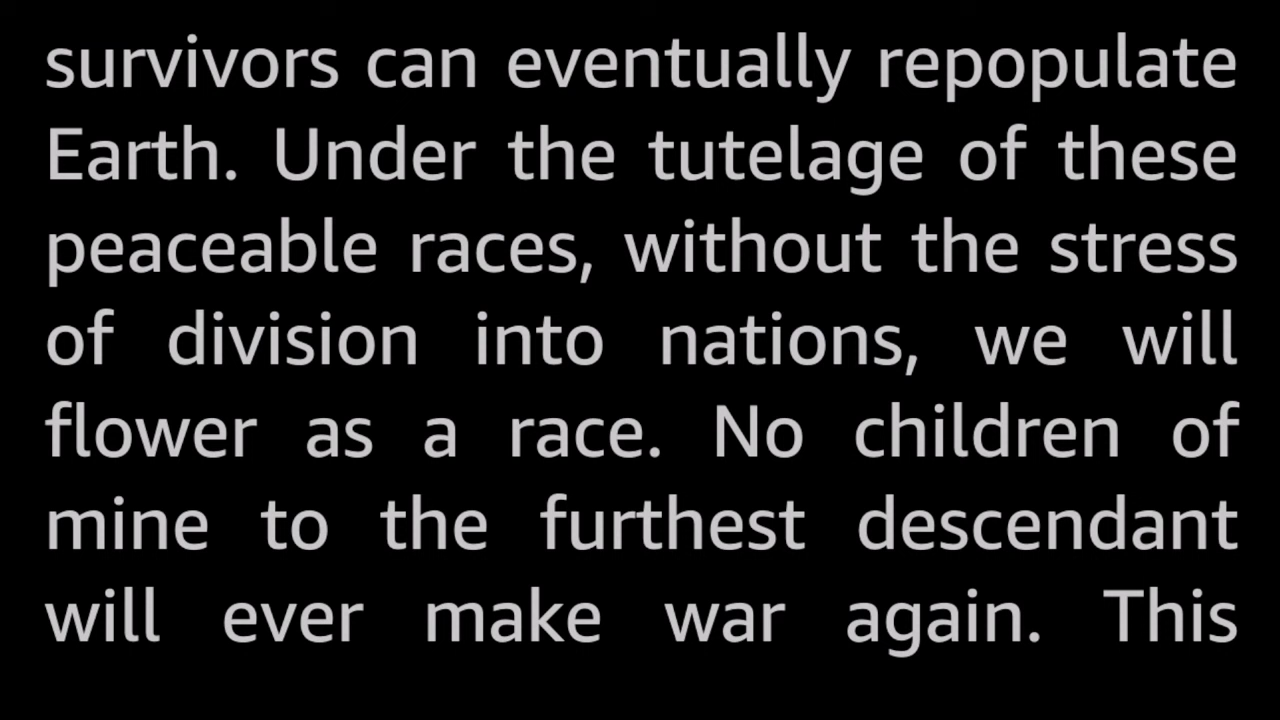 survivors can eventually repopulate
Earth. Under the tutelage of these
peaceable races, without the stress
of division into nations, we will
flower as a race. No children of
mine to the furthest descendant
will ever make war again. This